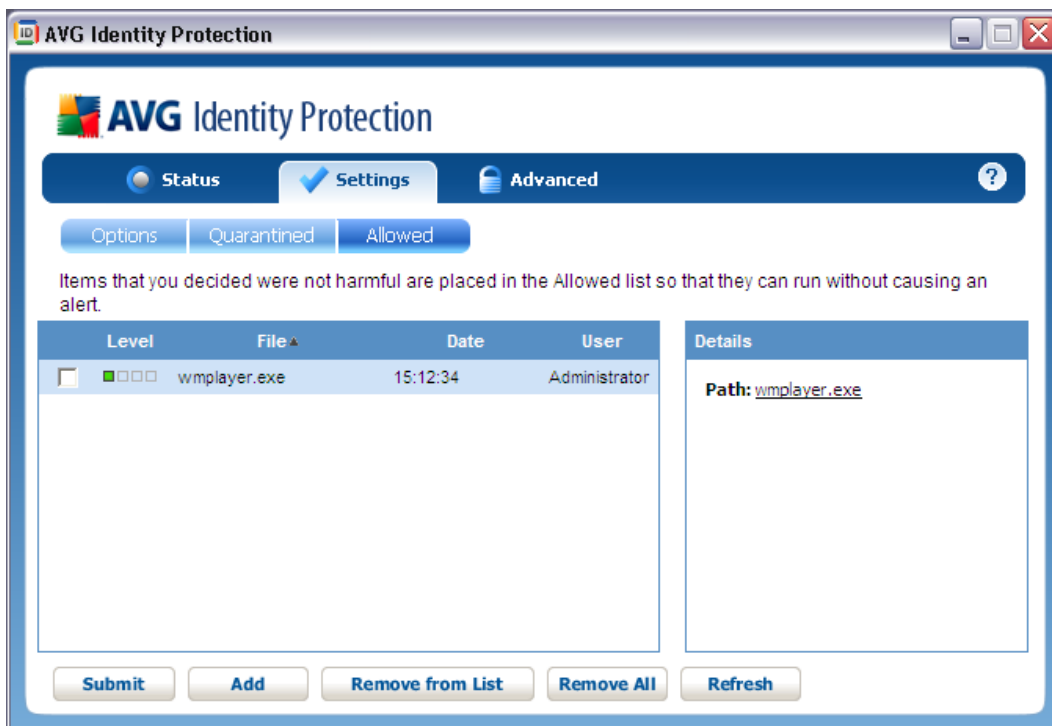 ID AVG Identity Protection
AVG Identity Protection
Status Settings Advanced ?
Options Quarantined Allowed
Items that you decided were not harmful are placed in the Allowed list so that they can run without causing an
alert.
Level File Date User Details
wmplayer.exe 15:12:34 Administrator
Path: wmplayer.exe
Submit Add Remove from List Remove All Refresh